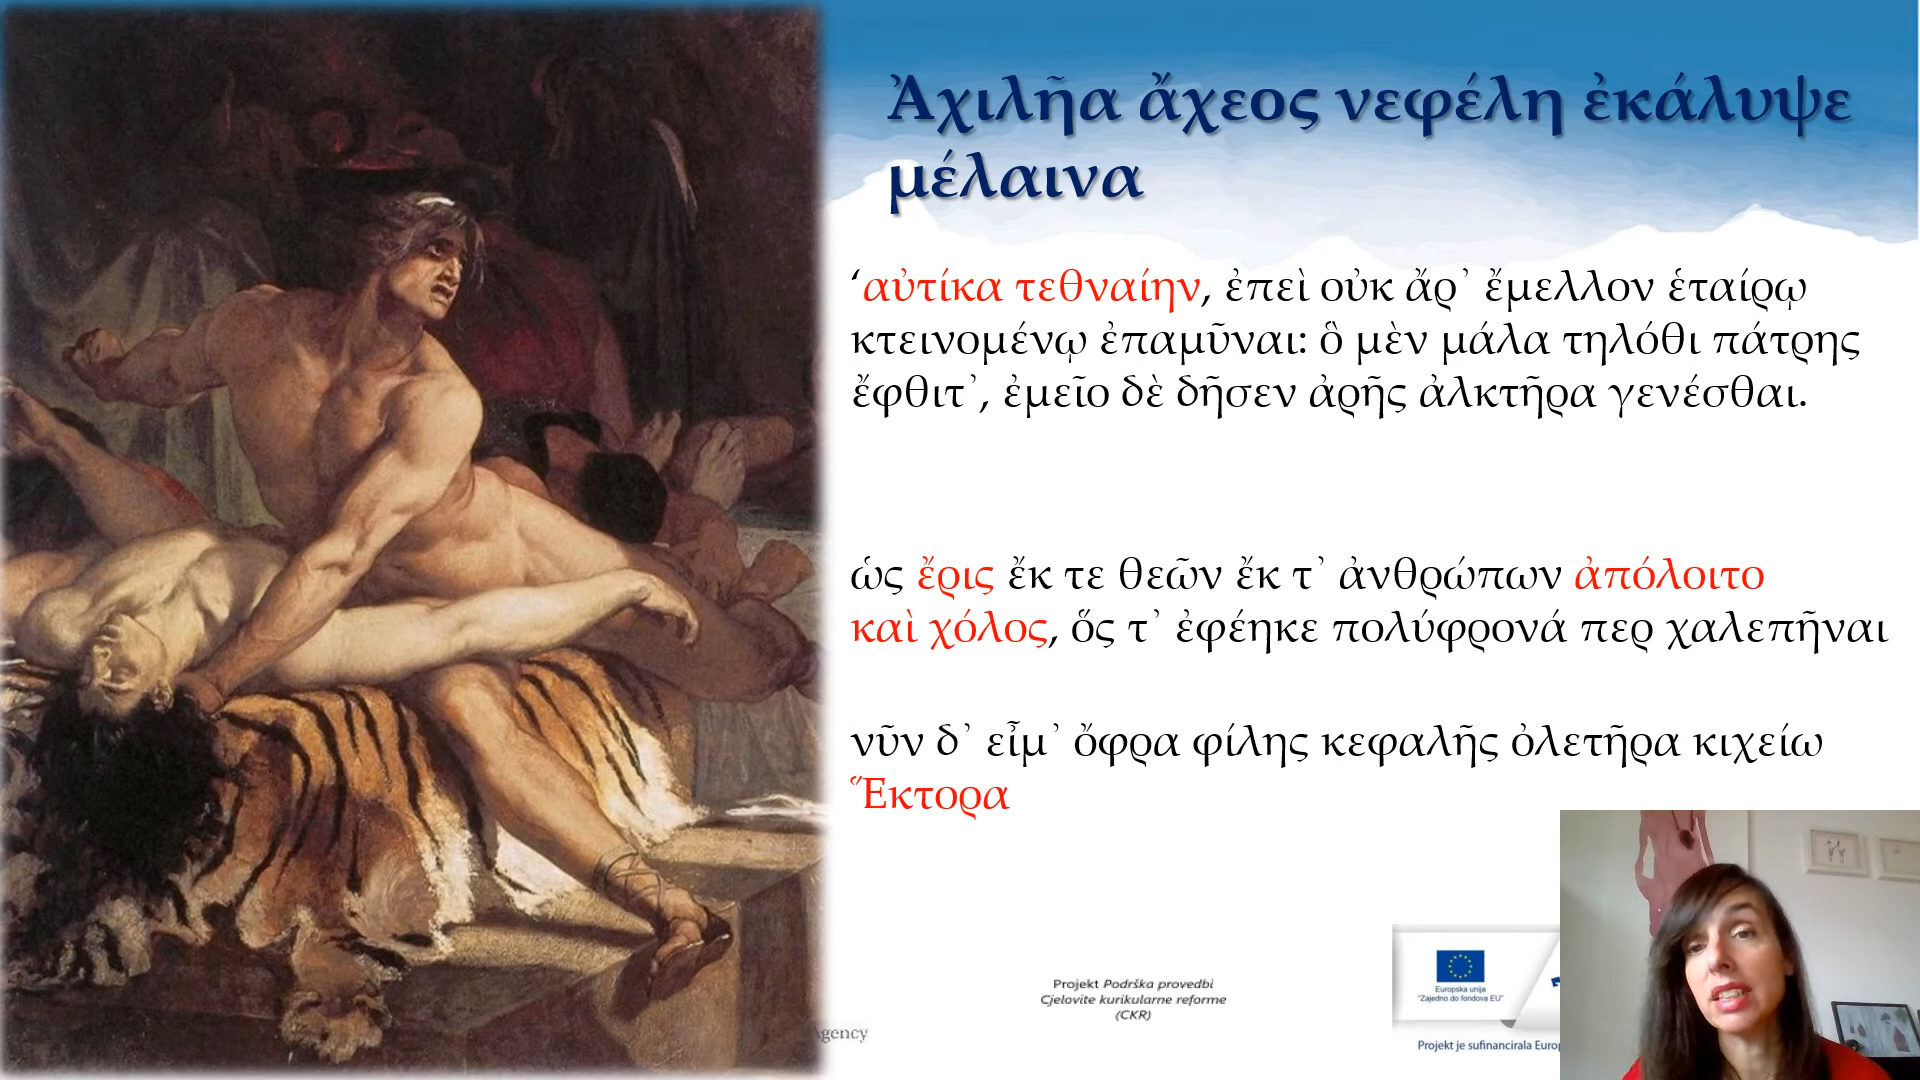 Ἀχιλῆα ἄχεος νεφέλη ἐκάλυψε
μέλαινα
‘αὐτίκα τεθναίην, ἐπεὶ οὐκ ἄρ᾽ ἔμελλον ἑταίρῳ
κτεινομένῳ ἐπαμῦναι: ὃ μὲν μάλα τηλόθι πάτρης
ἔφθιτ᾽, ἐμεῖο δὲ δῆσεν ἀρῆς ἀλκτῆρα γενέσθαι.
ὡς ἔρις ἔκ τε θεῶν ἔκ τ᾽ ἀνθρώπων ἀπόλοιτο
καὶ χόλος, ὅς τ᾽ ἐφέηκε πολύφρονά περ χαλεπῆναι
νῦν δ᾽ εἶμ᾽ ὄφρα φίλης κεφαλῆς ὀλετῆρα κιχείω
Ἕκτορα
Projekt Podrška provedbi
Cjelovite kurikularne reforme
(CKR)
Europska unija
"Zajedno do fondova EU"
Projekt je sufinancirala